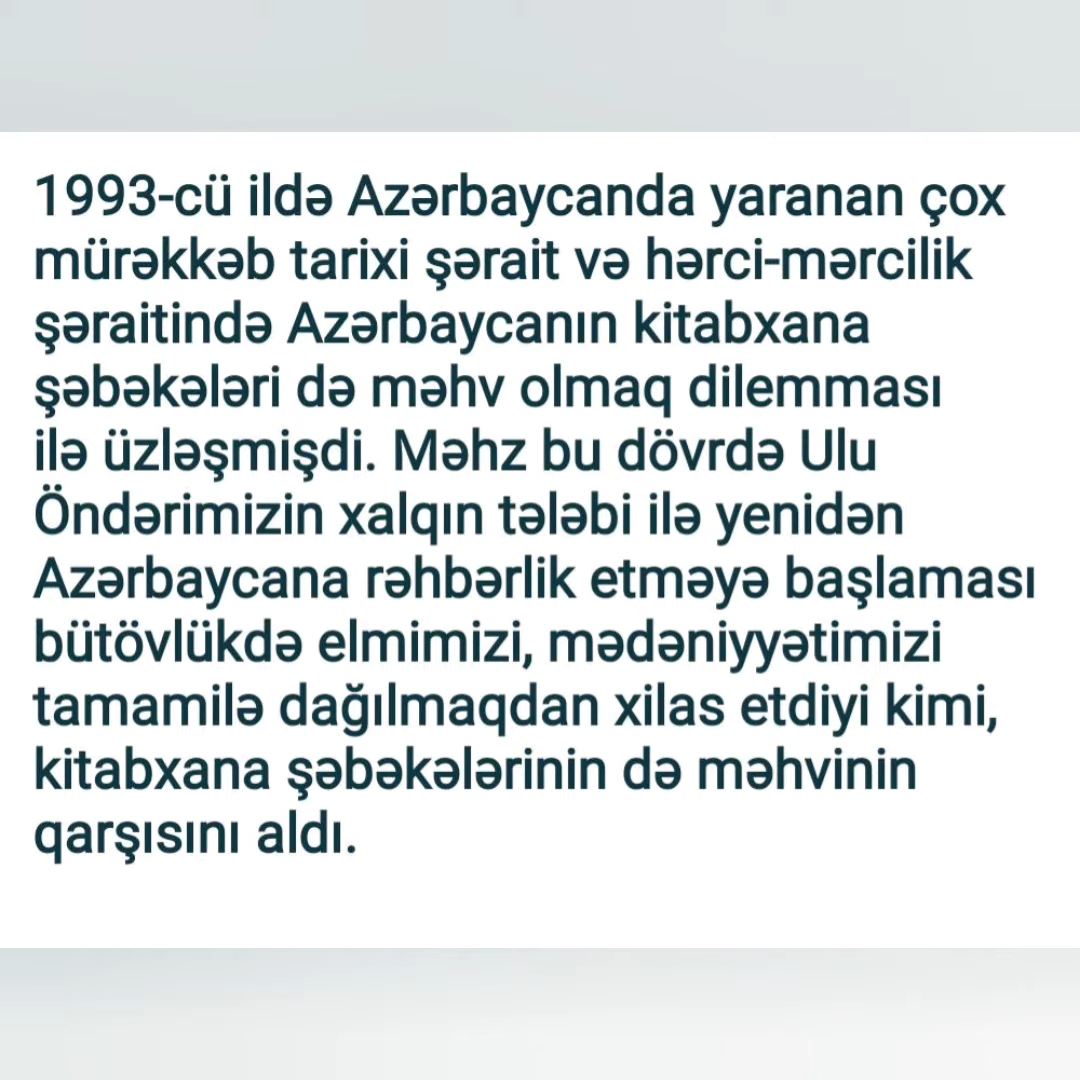 1993-cü ildə Azərbaycanda yaranan çox
mürəkkəb tarixi şərait və hərci-mərcilik
şəraitində Azərbaycanın kitabxana
şəbəkələri də məhv olmaq dilemması
ilə üzləşmişdi. Məhz bu dövrdə Ulu
Öndərimizin xalqın tələbi ilə yenidən
Azərbaycana rəhbərlik etməyə başlaması
bütövlükdə elmimizi, mədəniyyətimizi
tamamilə dağılmaqdan xilas etdiyi kimi,
kitabxana şəbəkələrinin də məhvinin
qarşısını aldı.